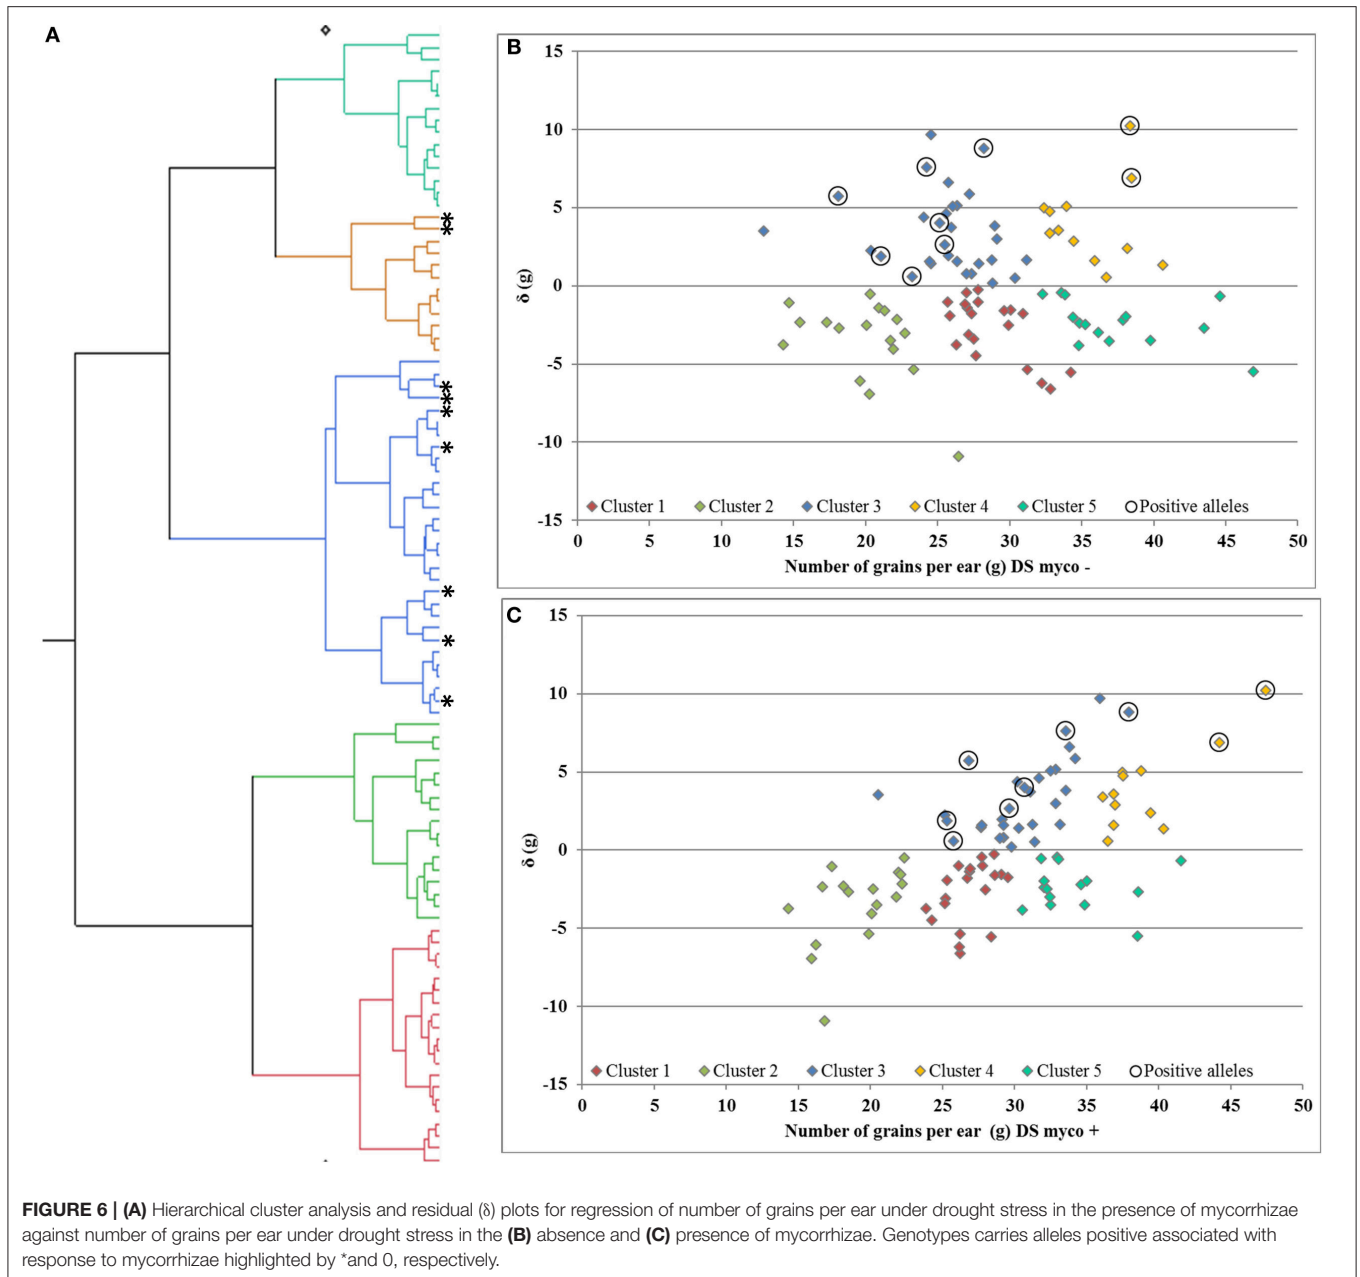 A
*
*
*
*
*
*
*
*
*
B
15
10
5
0
-5
-10
-15
δ (g)
Cluster 1 Cluster 2 Cluster 3 Cluster 4 Cluster 5 Positive alleles
0 5 10 15 20 25 30 35 40 45 50
Number of grains per ear (g) DS myco -
C
15
10
5
0
-5
-10
-15
δ (g)
Cluster 1 Cluster 2 Cluster 3 Cluster 4 Cluster 5 Positive alleles
0 5 10 15 20 25 30 35 40 45 50
Number of grains per ear (g) DS myco +
FIGURE 6 | (A) Hierarchical cluster analysis and residual (δ) plots for regression of number of grains per ear under drought stress in the presence of mycorrhizae
against number of grains per ear under drought stress in the (B) absence and (C) presence of mycorrhizae. Genotypes carries alleles positive associated with
response to mycorrhizae highlighted by *and 0, respectively.